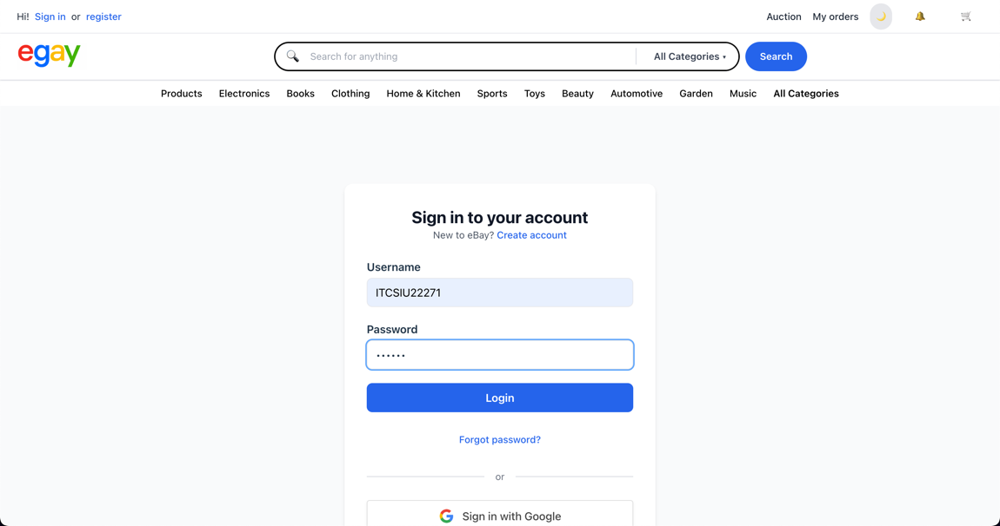 Hi! Sign in or register
Auction My orders
egay
Search for anything
All Categories ▾
Search
Products Electronics Books Clothing Home & Kitchen Sports Toys Beauty Automotive Garden Music All Categories
Sign in to your account
New to eBay? Create account
Username
ITCSIU22271
Password
••••••
Login
Forgot password?
or
Sign in with Google